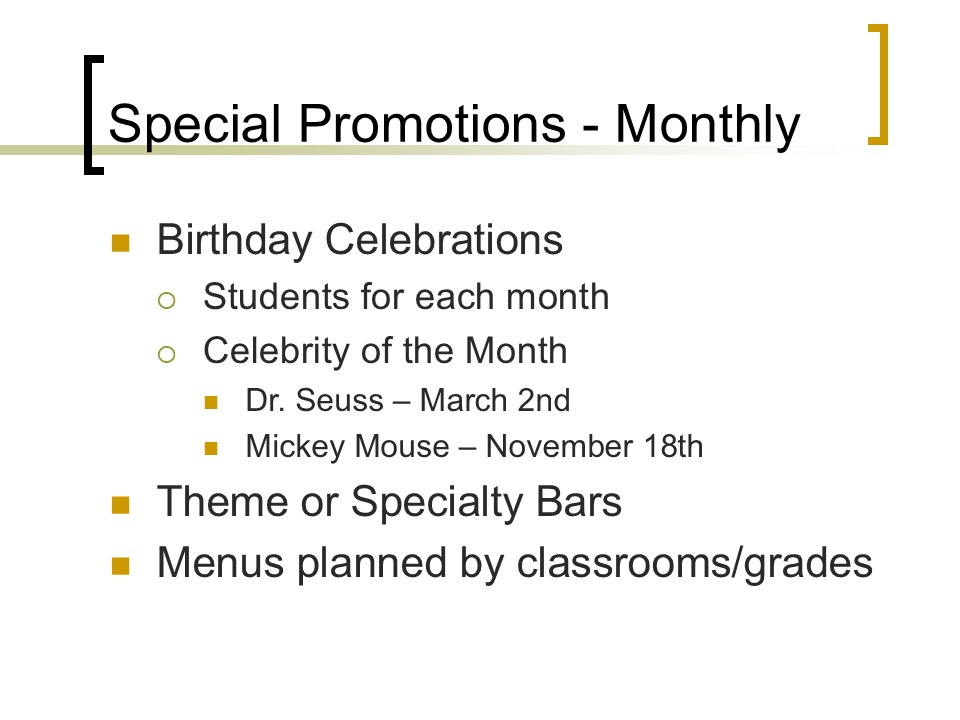 Special Promotions - Monthly
Birthday Celebrations
Students for each month
Celebrity of the Month
Dr. Seuss – March 2nd
Mickey Mouse – November 18th
Theme or Specialty Bars
Menus planned by classrooms/grades